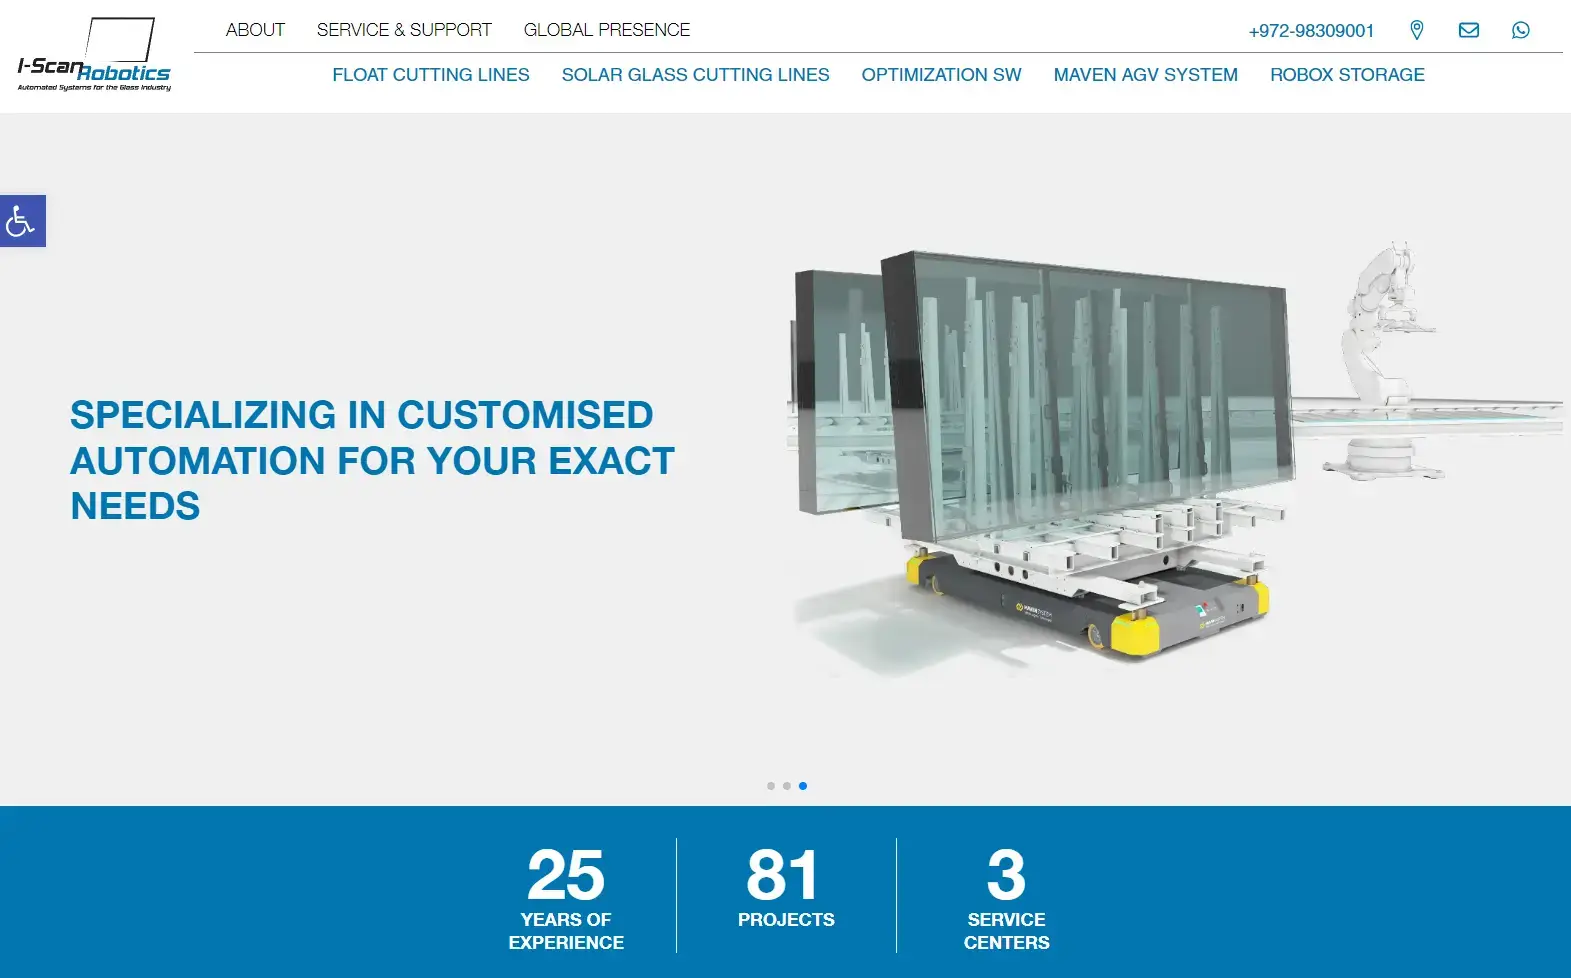 I-Scan
Robotics
Automated Systems for the Glass Industry
ABOUT
SERVICE & SUPPORT
GLOBAL PRESENCE
+972-98309001
FLOAT CUTTING LINES
SOLAR GLASS CUTTING LINES
OPTIMIZATION SW
MAVEN AGV SYSTEM
ROBOX STORAGE
SPECIALIZING IN CUSTOMISED
AUTOMATION FOR YOUR EXACT
NEEDS
25
YEARS OF
EXPERIENCE
81
PROJECTS
3
SERVICE
CENTERS